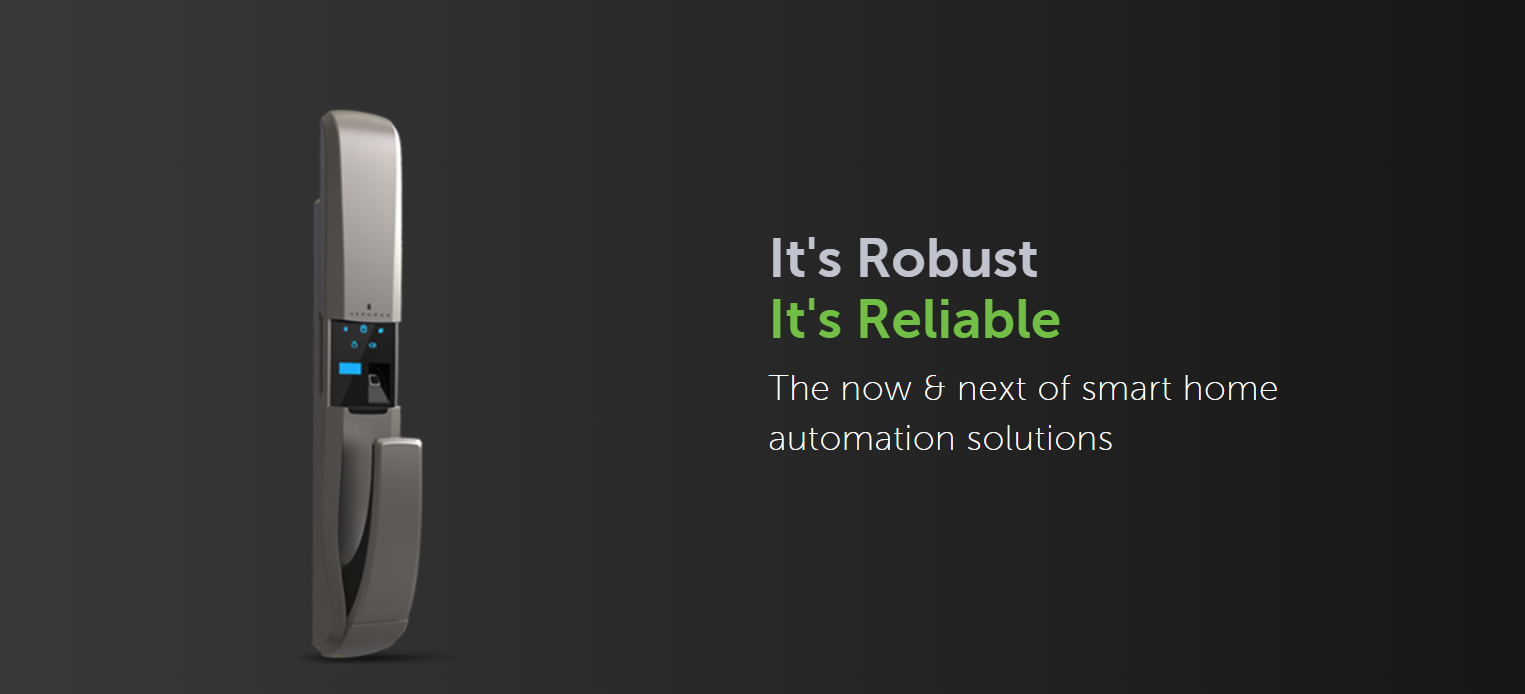 It's Robust
It's Reliable
The now & next of smart home
automation solutions